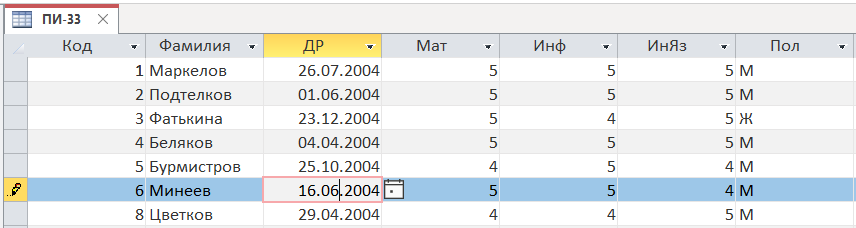 ПИ-33
Код Фамилия ДР Мат Инф ИнЯз Пол
1 Маркелов 26.07.2004 5 5 5 М
2 Подтелков 01.06.2004 5 5 5 М
3 Фатькина 23.12.2004 5 4 5 Ж
4 Беляков 04.04.2004 5 5 5 М
5 Бурмистров 25.10.2004 4 5 4 М
6 Минеев 16.06.2004 5 5 4 М
8 Цветков 29.04.2004 4 4 5 М